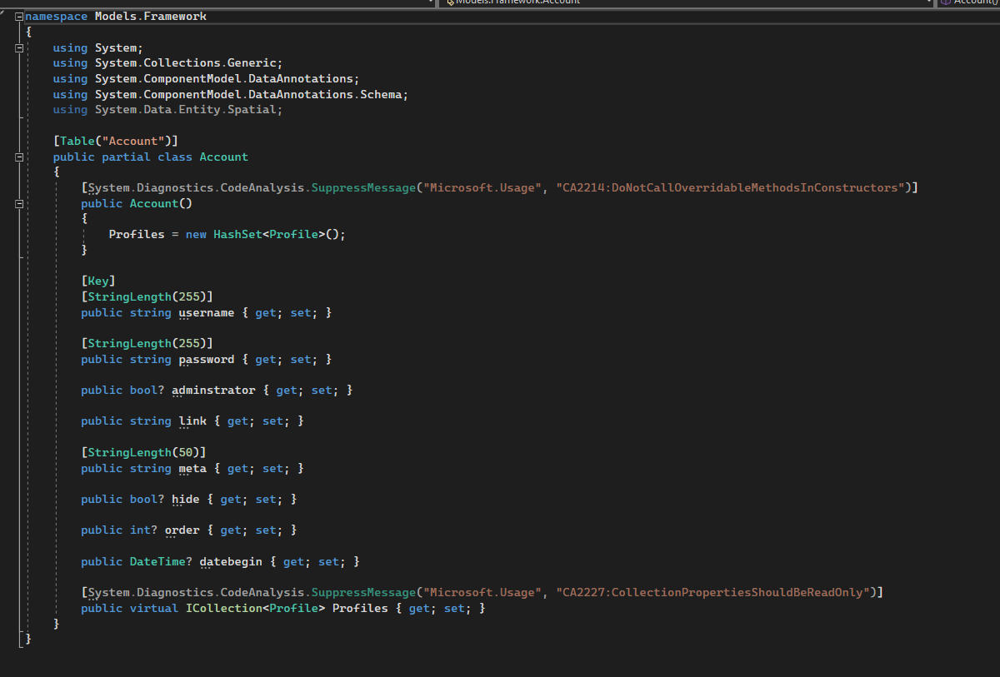 Models.Framework.Account
Account()
namespace Models.Framework
{
using System;
using System.Collections.Generic;
using System.ComponentModel.DataAnnotations;
using System.ComponentModel.DataAnnotations.Schema;
using System.Data.Entity.Spatial;
[Table("Account")]
public partial class Account
{
[System.Diagnostics.CodeAnalysis.SuppressMessage("Microsoft.Usage", "CA2214:DoNotCallOverridableMethodsInConstructors")]
public Account()
{
Profiles = new HashSet<Profile>();
}
[Key]
[StringLength(255)]
public string username { get; set; }
[StringLength(255)]
public string password { get; set; }
public bool? adminstrator { get; set; }
public string link { get; set; }
[StringLength(50)]
public string meta { get; set; }
public bool? hide { get; set; }
public int? order { get; set; }
public DateTime? datebegin { get; set; }
[System.Diagnostics.CodeAnalysis.SuppressMessage("Microsoft.Usage", "CA2227:CollectionPropertiesShouldBeReadOnly")]
public virtual ICollection<Profile> Profiles { get; set; }
}
}